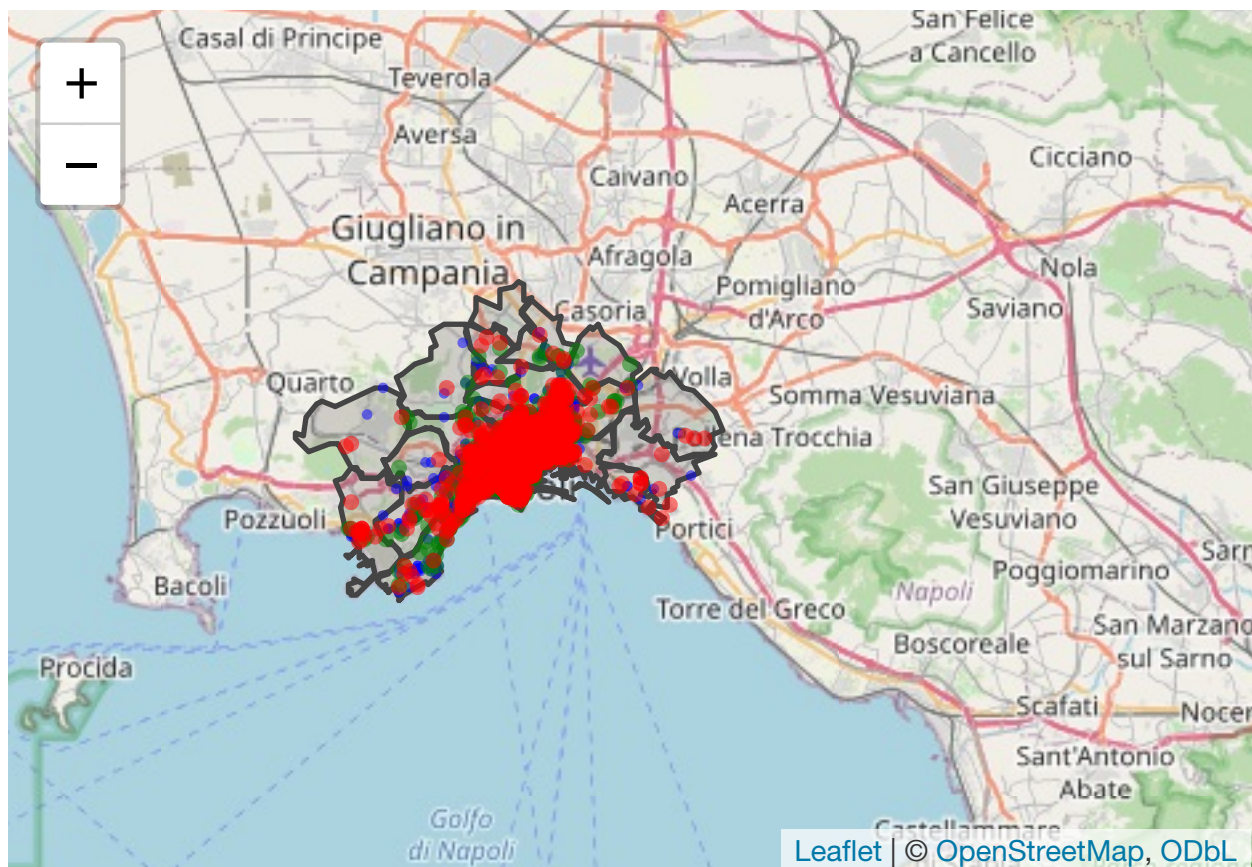 San Felice
a Cancello
Casal di Principe
+
Teverola
Aversa
−
Cicciano
Caivano
Acerra
Giugliano in
Campania
Afragola
Nola
Pomigliano
d'Arco
Casoria
Saviano
Volla
Quarto
Somma Vesuviana
Pollena Trocchia
San Giuseppe
Vesuviano
Pozzuoli
Portici
Sarn
Poggiomarino
Bacoli
Napoli
Torre del Greco
Boscoreale
San Marzano
sul Sarno
Procida
Scafati
Nocer
Sant'Antonio
Abate
Golfo
di Napoli
Castellammare
Leaflet | © OpenStreetMap, ODbL